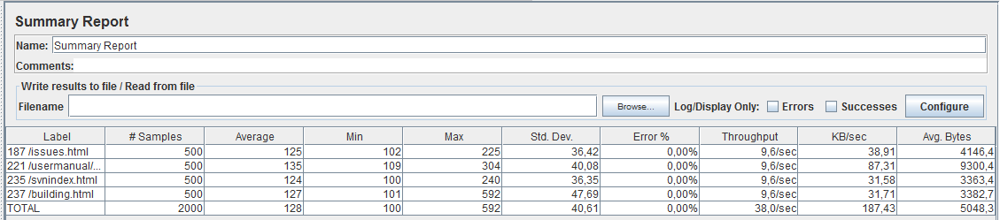 Summary Report
Name: Summary Report
Comments:
Write results to file / Read from file
Filename Browse... Log/Display Only: Errors Successes Configure
Label # Samples Average Min Max Std. Dev. Error % Throughput KB/sec Avg. Bytes
187 /issues.html 500 125 102 225 36,42 0,00% 9,6/sec 38,91 4146,4
221 /usermanual/... 500 135 109 304 40,08 0,00% 9,6/sec 87,31 9300,4
235 /svnindex.html 500 124 100 240 36,35 0,00% 9,6/sec 31,58 3363,4
237 /building.html 500 127 101 592 47,69 0,00% 9,6/sec 31,71 3382,7
TOTAL 2000 128 100 592 40,61 0,00% 38,0/sec 187,43 5048,3